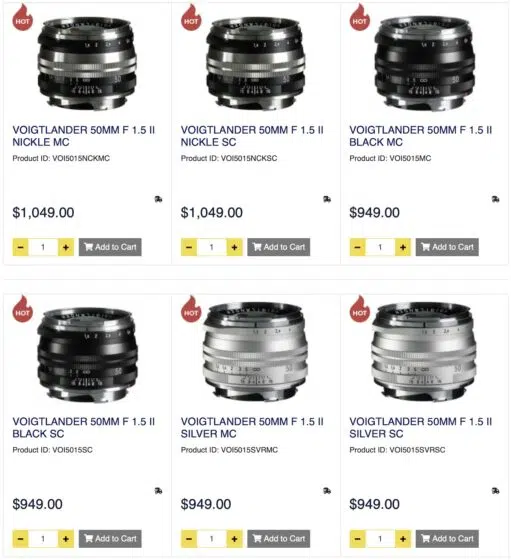 HOT
HOT
HOT
VOIGTLANDER 50MM F 1.5 II
NICKLE MC
Product ID: VOI5015NCKMC
$1,049.00
− 1 + Add to Cart
VOIGTLANDER 50MM F 1.5 II
NICKLE SC
Product ID: VOI5015NCKSC
$1,049.00
− 1 + Add to Cart
VOIGTLANDER 50MM F 1.5 II
BLACK MC
Product ID: VOI5015MC
$949.00
− 1 + Add to Cart
HOT
HOT
HOT
VOIGTLANDER 50MM F 1.5 II
BLACK SC
Product ID: VOI5015SC
$949.00
− 1 + Add to Cart
VOIGTLANDER 50MM F 1.5 II
SILVER MC
Product ID: VOI5015SVRMC
$949.00
− 1 + Add to Cart
VOIGTLANDER 50MM F 1.5 II
SILVER SC
Product ID: VOI5015SVRSC
$949.00
− 1 + Add to Cart